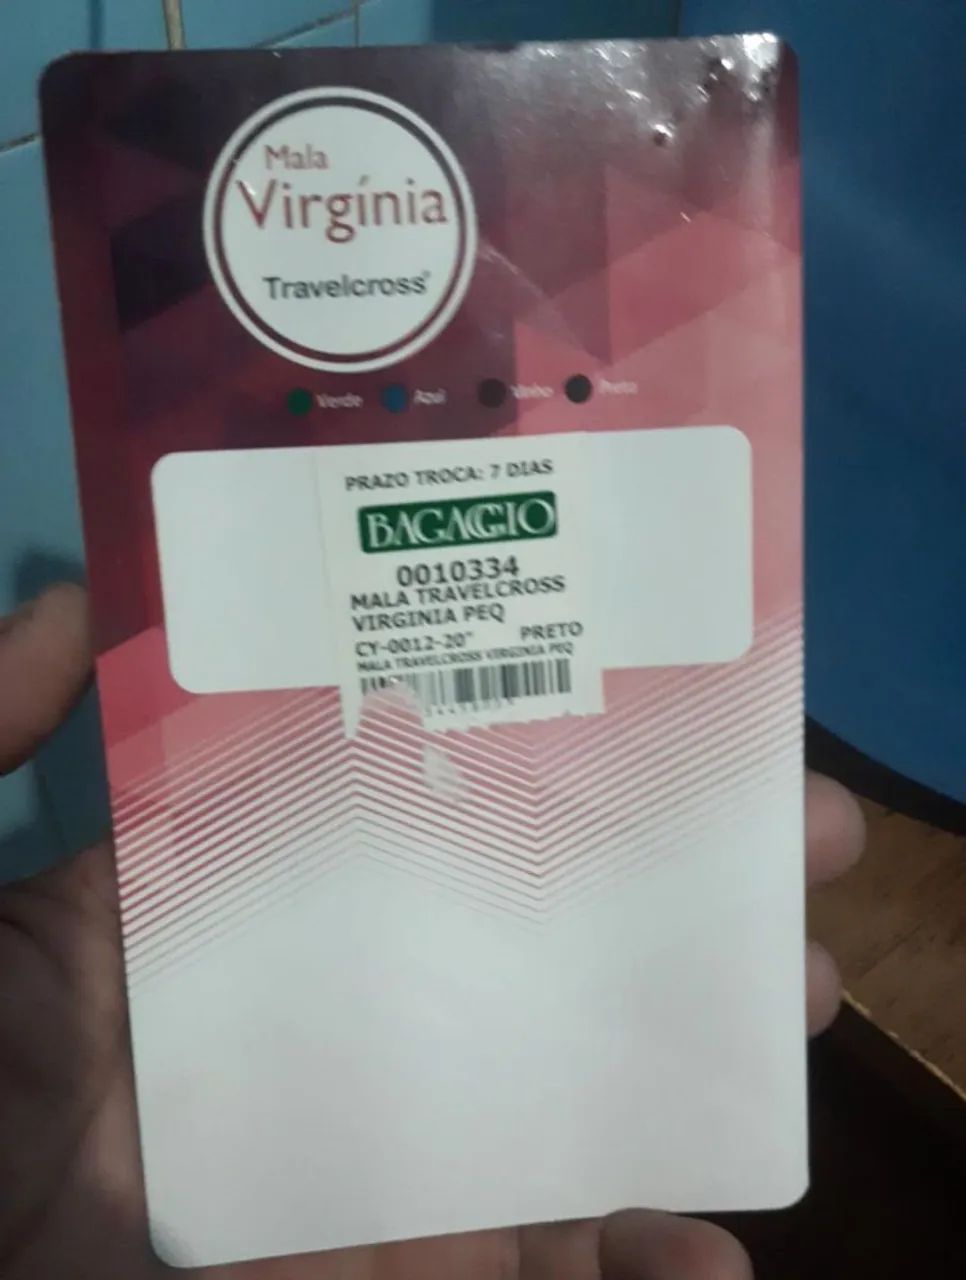 Mala
Virgínia
Travelcross®
Verde Azul Vinho Preto
PRAZO TROCA: 7 DIAS
BAGAGGIO
0010334
MALA TRAVELCROSS
VIRGINIA PEQ
CY-0012-20" PRETO
MALA TRAVELCROSS VIRGINIA PEQ